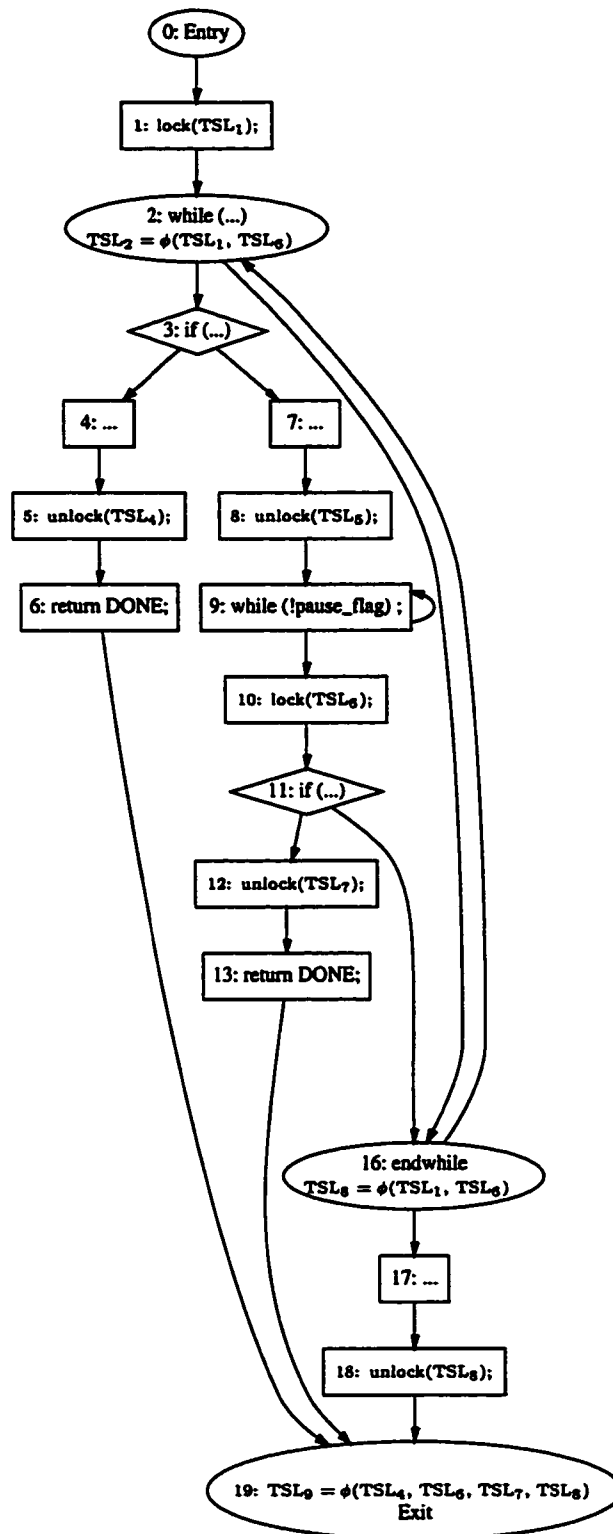 0: Entry
1: lock(TSL₁);
2: while (...)
TSL₂ = ϕ(TSL₁, TSL₆)
3: if (...)
4: ...
7: ...
5: unlock(TSL₄);
8: unlock(TSL₅);
6: return DONE;
9: while (!pause_flag) ;
10: lock(TSL₆);
11: if (...)
12: unlock(TSL₇);
13: return DONE;
16: endwhile
TSL₈ = ϕ(TSL₁, TSL₆)
17: ...
18: unlock(TSL₈);
19: TSL₉ = ϕ(TSL₄, TSL₆, TSL₇, TSL₈)
Exit